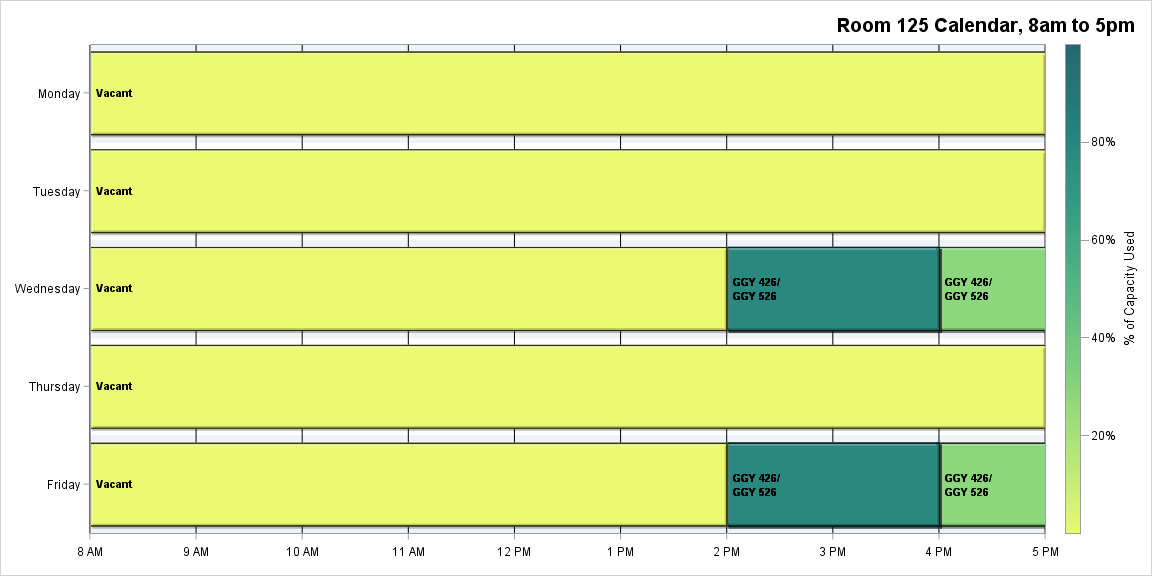 Room 125 Calendar, 8am to 5pm
Monday
Vacant
Tuesday
Vacant
Wednesday
Vacant
GGY 426/
GGY 526
GGY 426/
GGY 526
Thursday
Vacant
Friday
Vacant
GGY 426/
GGY 526
GGY 426/
GGY 526
8 AM
9 AM
10 AM
11 AM
12 PM
1 PM
2 PM
3 PM
4 PM
5 PM
80%
60%
40%
20%
% of Capacity Used